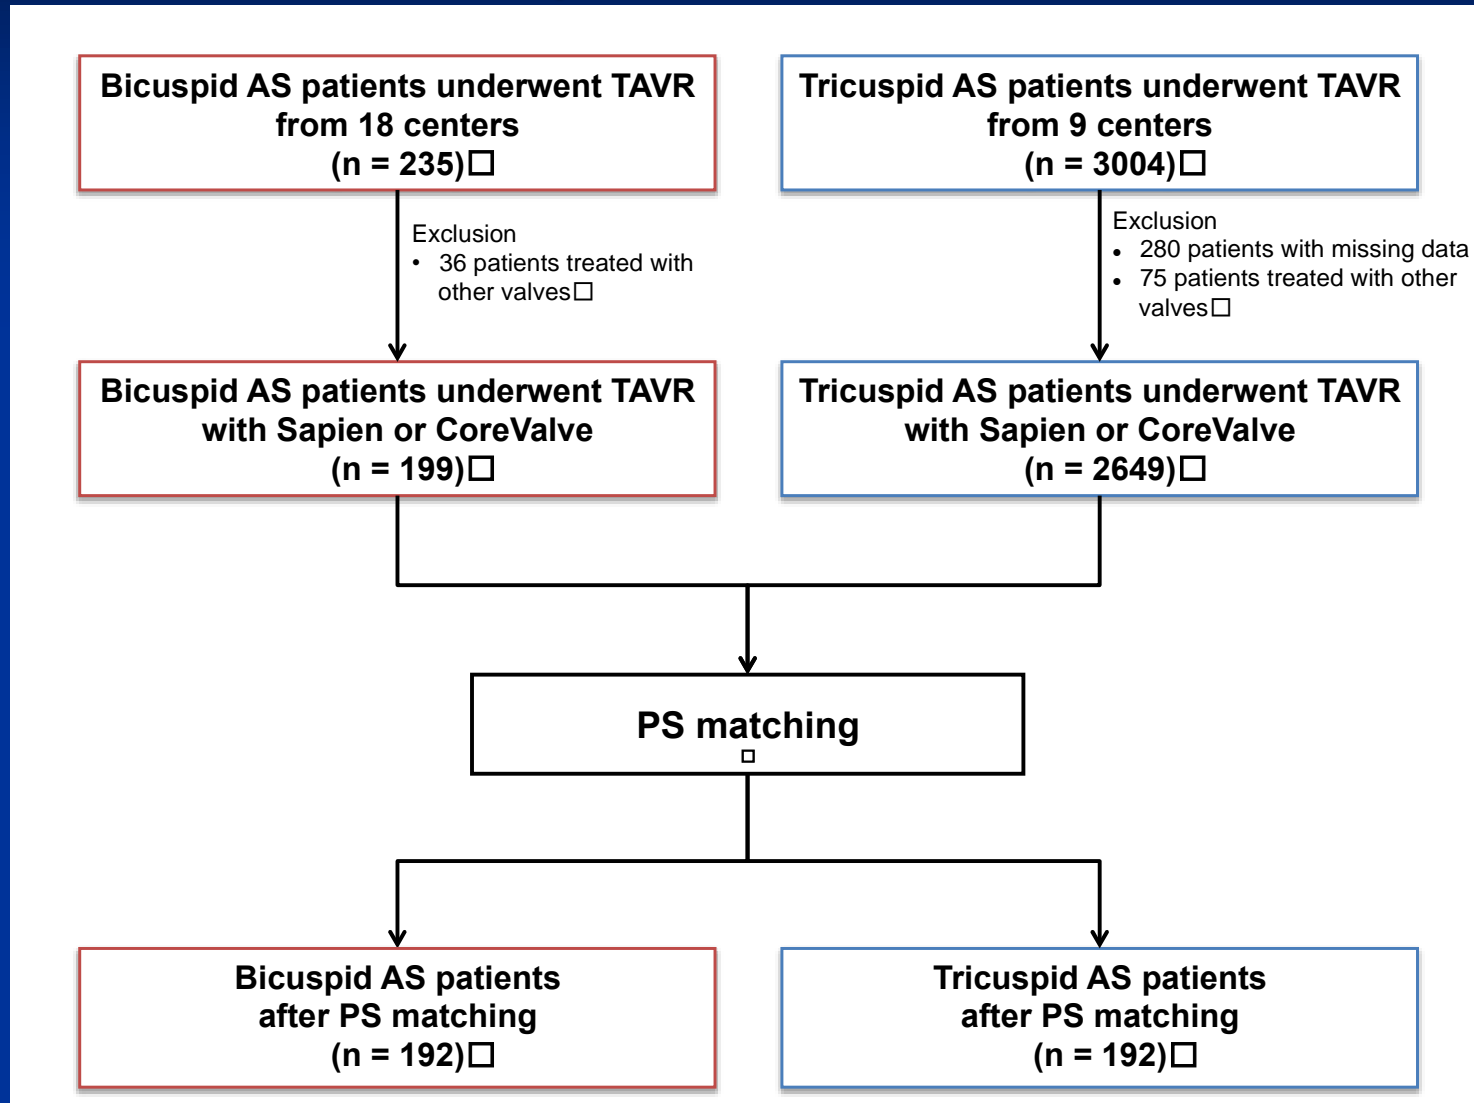 Bicuspid AS patients underwent TAVR
from 18 centers
(n = 235)□
Tricuspid AS patients underwent TAVR
from 9 centers
(n = 3004)□
Exclusion
• 36 patients treated with
other valves□
Exclusion
• 280 patients with missing data
• 75 patients treated with other
valves□
Bicuspid AS patients underwent TAVR
with Sapien or CoreValve
(n = 199)□
Tricuspid AS patients underwent TAVR
with Sapien or CoreValve
(n = 2649)□
PS matching
□
Bicuspid AS patients
after PS matching
(n = 192)□
Tricuspid AS patients
after PS matching
(n = 192)□